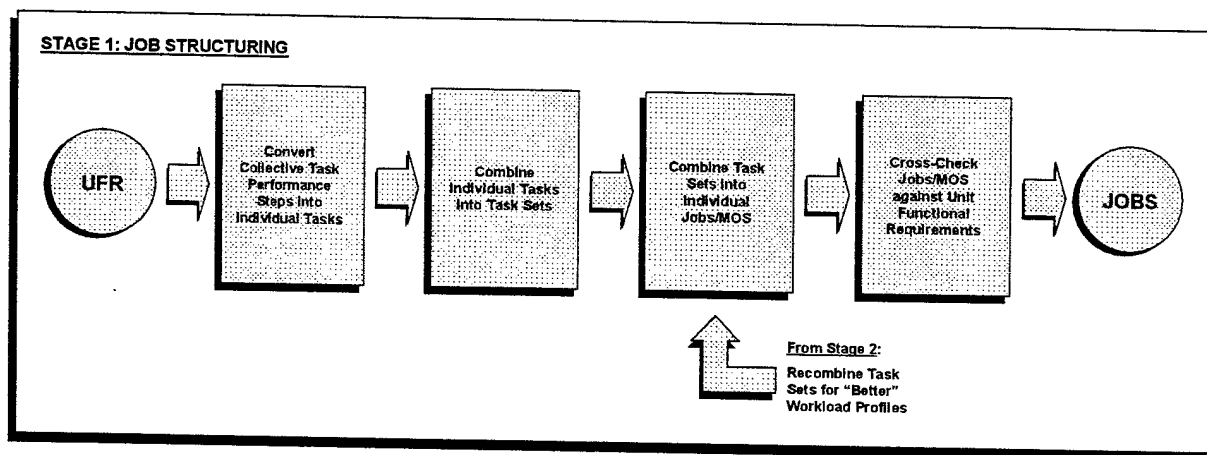 STAGE 1: JOB STRUCTURING
UFR
Convert
Collective Task
Performance
Steps Into
Individual Tasks
Combine
Individual Tasks
Into Task Sets
Combine Task
Sets Into
Individual
Jobs/MOS
Cross-Check
Jobs/MOS
against Unit
Functional
Requirements
JOBS
From Stage 2:
Recombine Task
Sets for “Better”
Workload Profiles